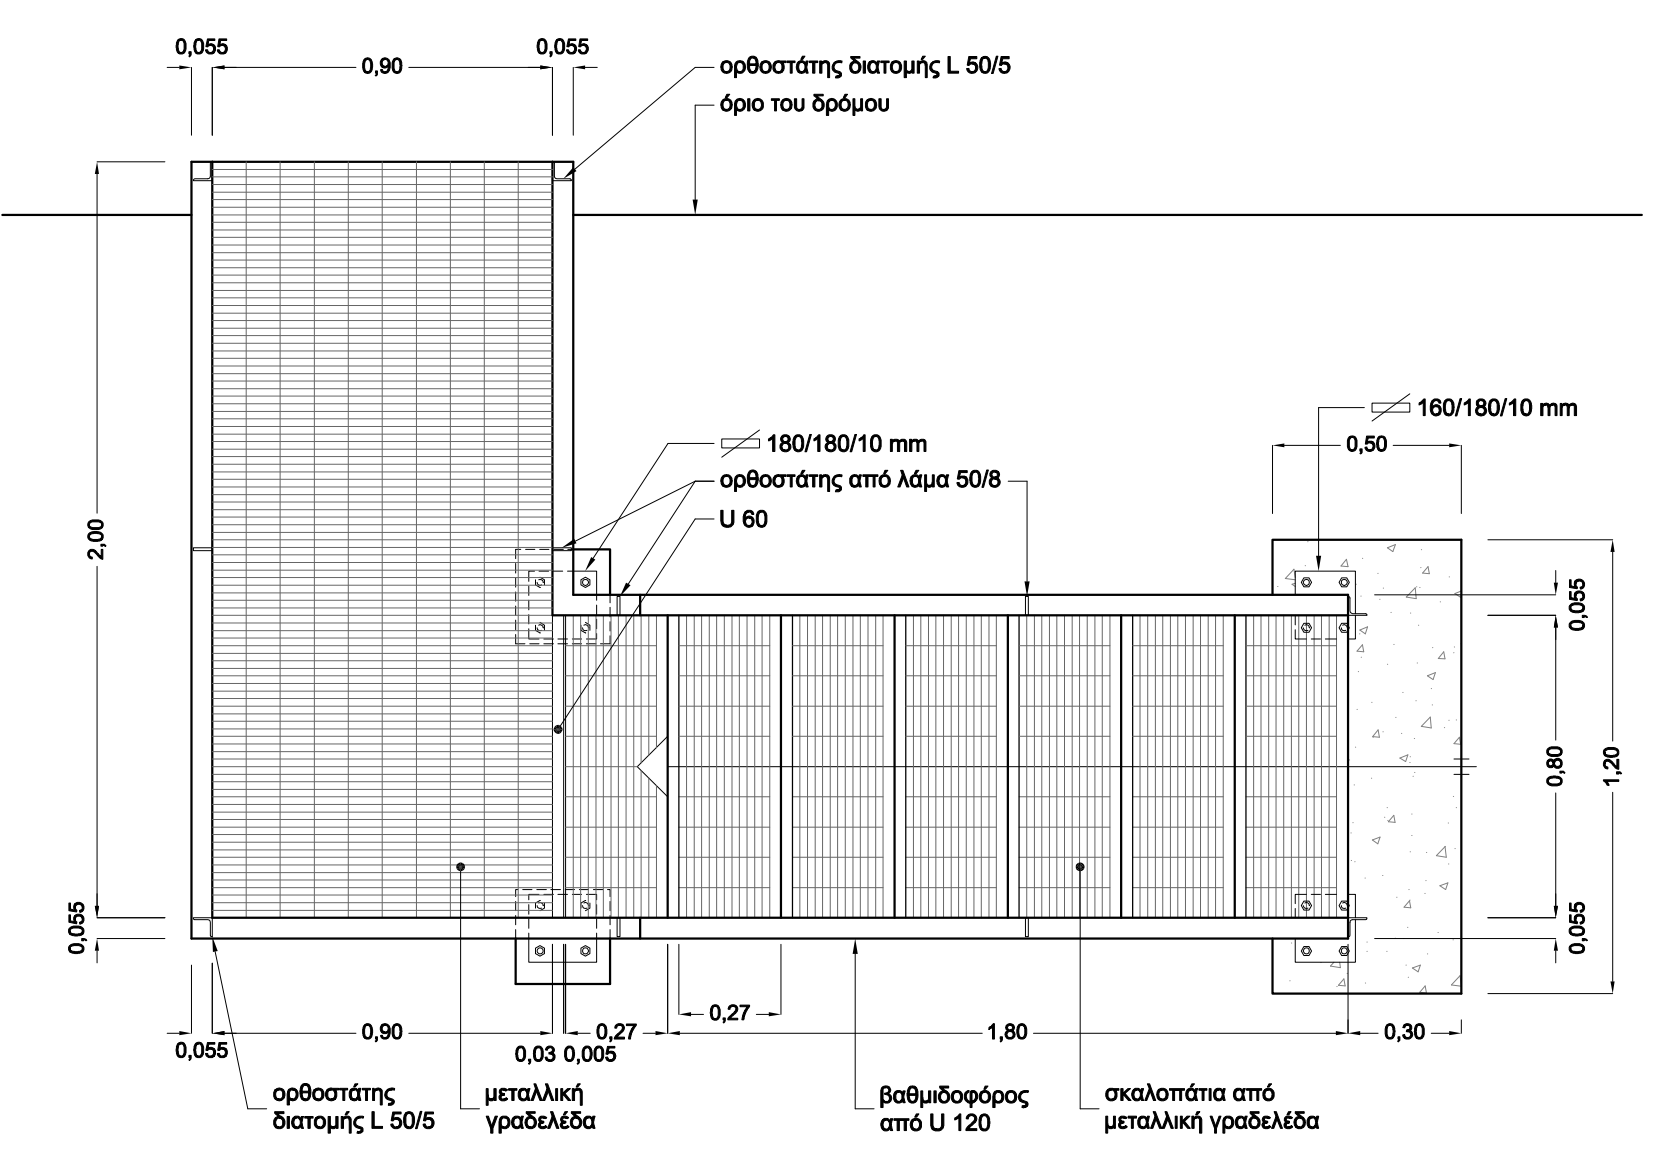 0,055
0,055
0,90
ορθοστάτης διατομής L 50/5
όριο του δρόμου
160/180/10 mm
180/180/10 mm
0,50
ορθοστάτης από λάμα 50/8
U 60
2,00
0,055
0,80
1,20
0,055
0,055
0,27
0,90
0,27
1,80
0,30
0,055
0,03
0,005
ορθοστάτης
διατομής L 50/5
μεταλλική
γραδελέδα
βαθμιδοφόρος
από U 120
σκαλοπάτια από
μεταλλική γραδελέδα